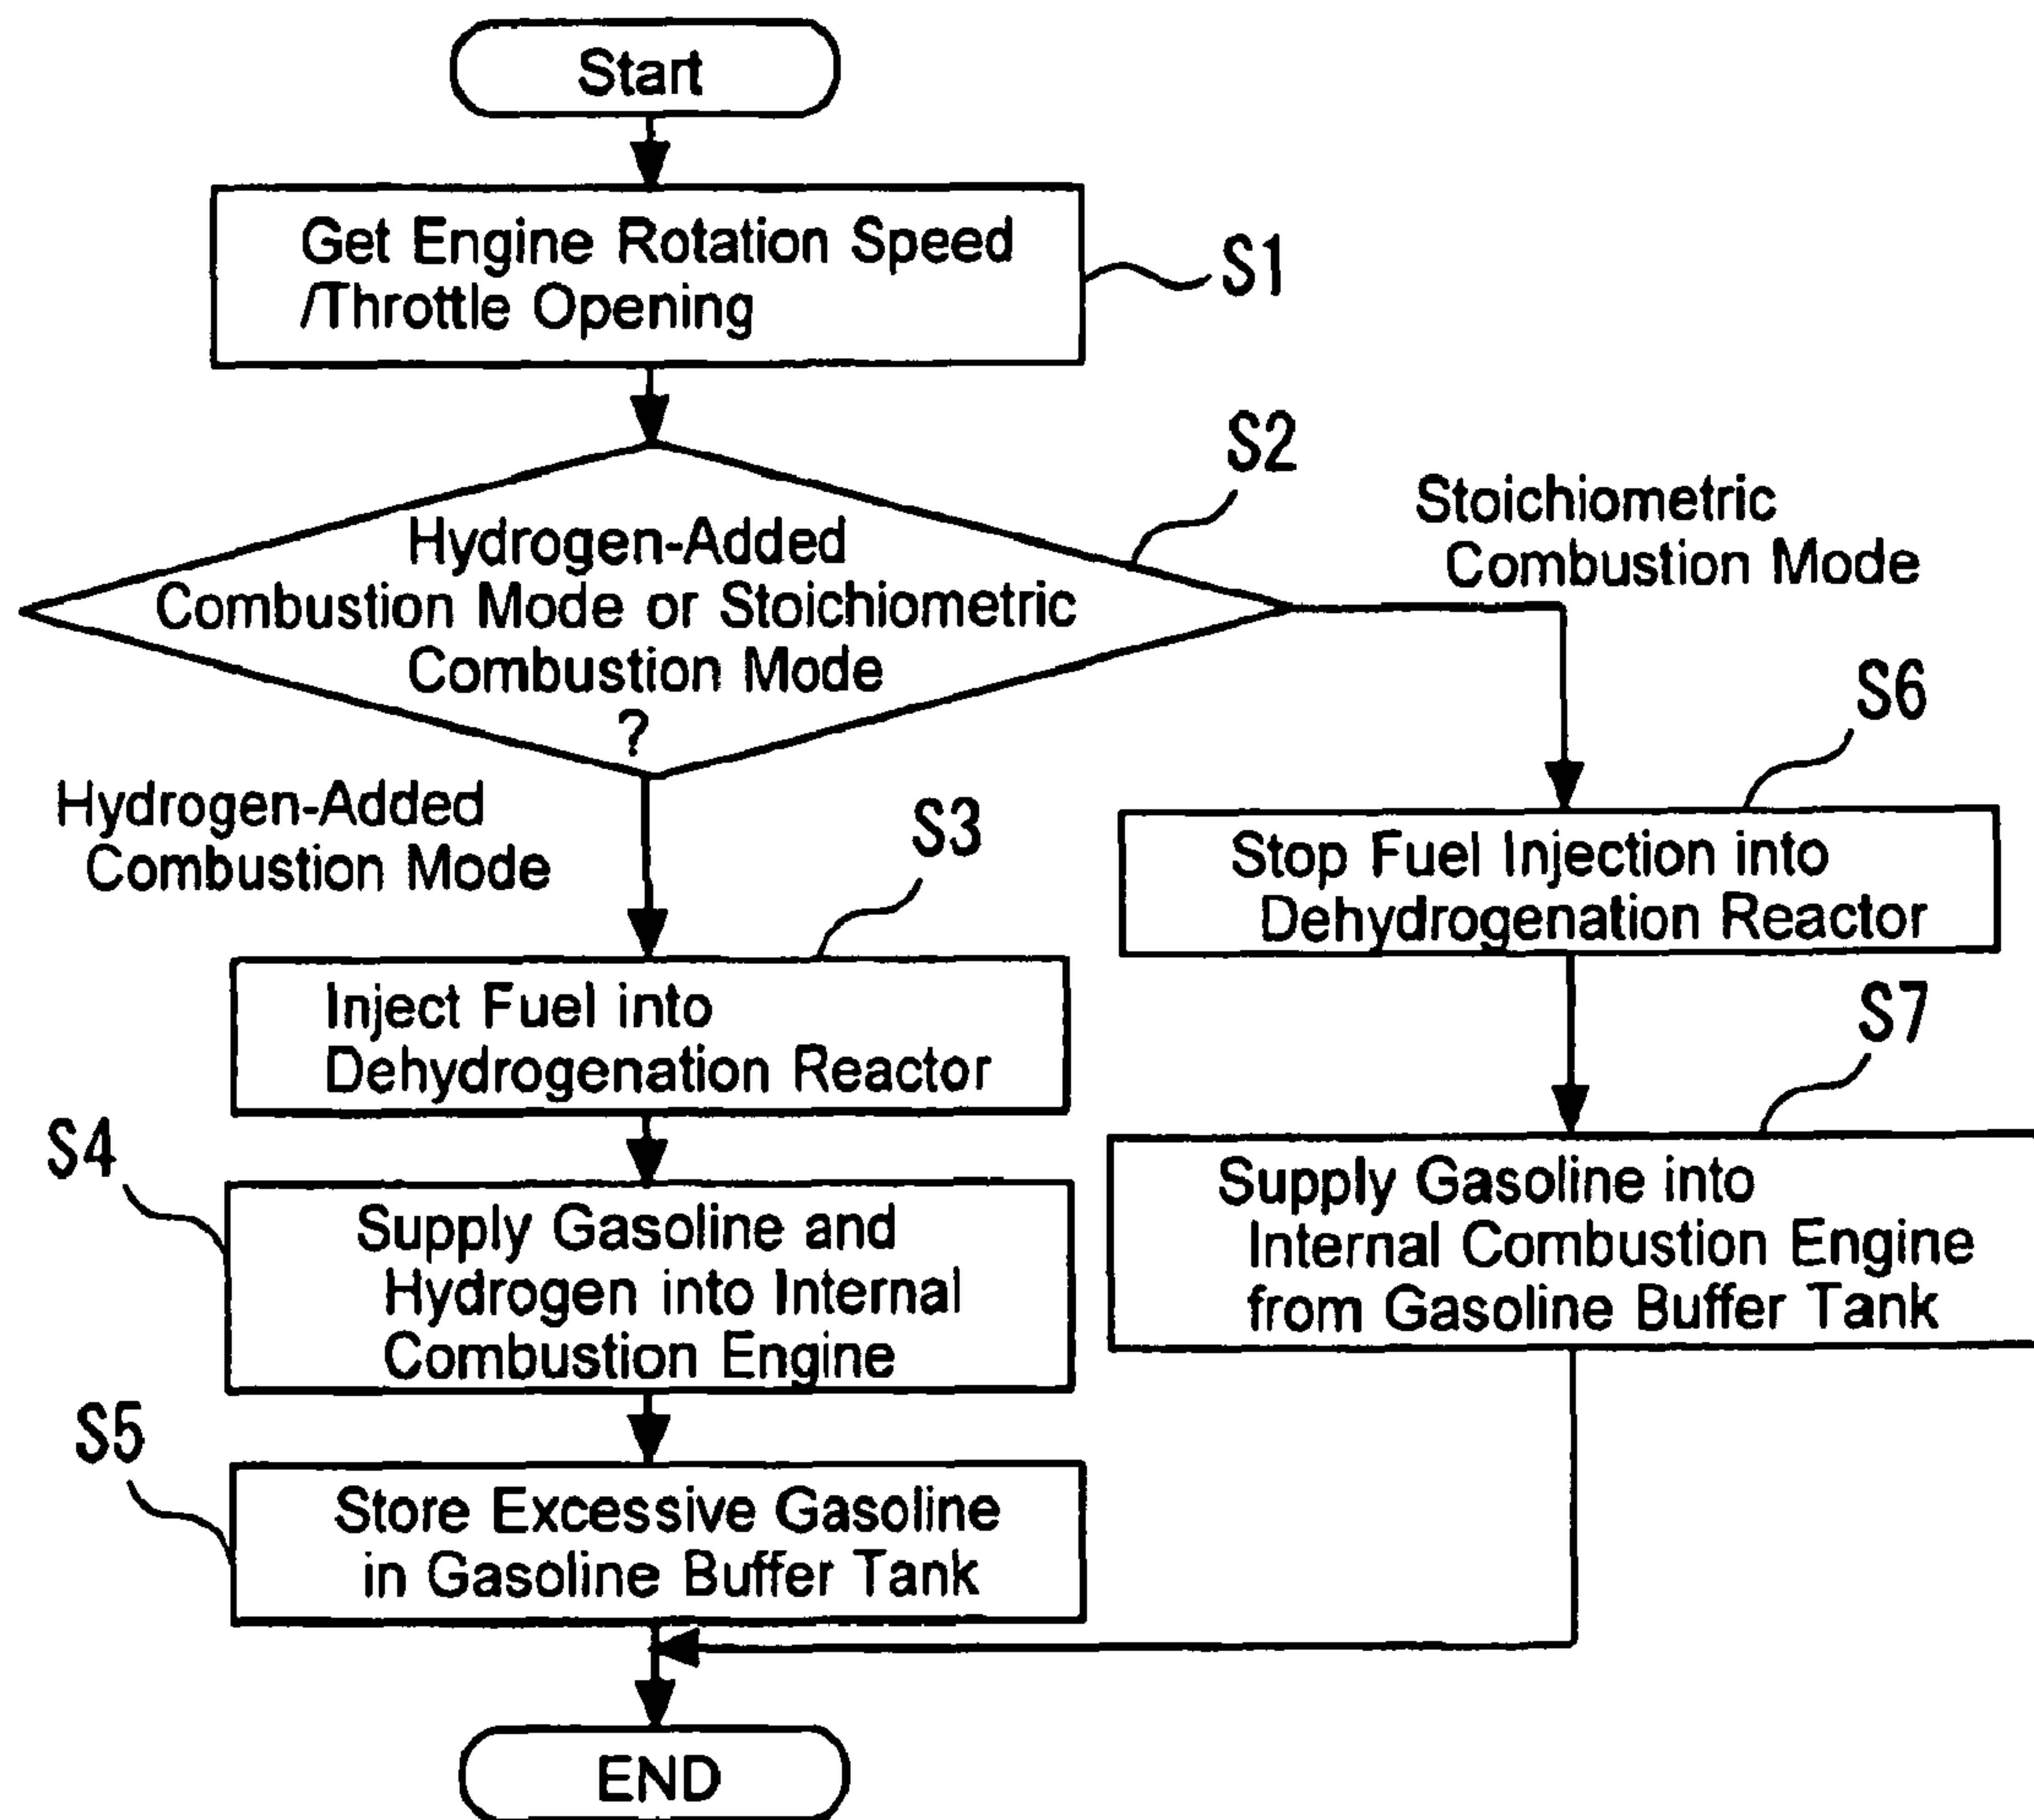 Start
Get Engine Rotation Speed
/Throttle Opening
S1
S2
Hydrogen-Added
Combustion Mode or Stoichiometric
Combustion Mode
?
Stoichiometric
Combustion Mode
Hydrogen-Added
Combustion Mode
S3
Inject Fuel into
Dehydrogenation Reactor
S4
Supply Gasoline and
Hydrogen into Internal
Combustion Engine
S5
Store Excessive Gasoline
in Gasoline Buffer Tank
S6
Stop Fuel Injection into
Dehydrogenation Reactor
S7
Supply Gasoline into
Internal Combustion Engine
from Gasoline Buffer Tank
END